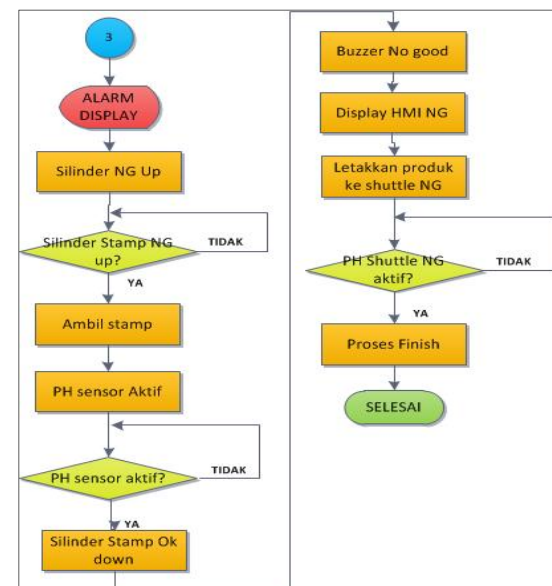 3
ALARM
DISPLAY
Silinder NG Up
Silinder Stamp NG
up?
TIDAK
YA
Ambil stamp
PH sensor Aktif
PH sensor aktif?
TIDAK
YA
Silinder Stamp Ok
down
Buzzer No good
Display HMI NG
Letakkan produk
ke shuttle NG
PH Shuttle NG
aktif?
TIDAK
YA
Proses Finish
SELESAI